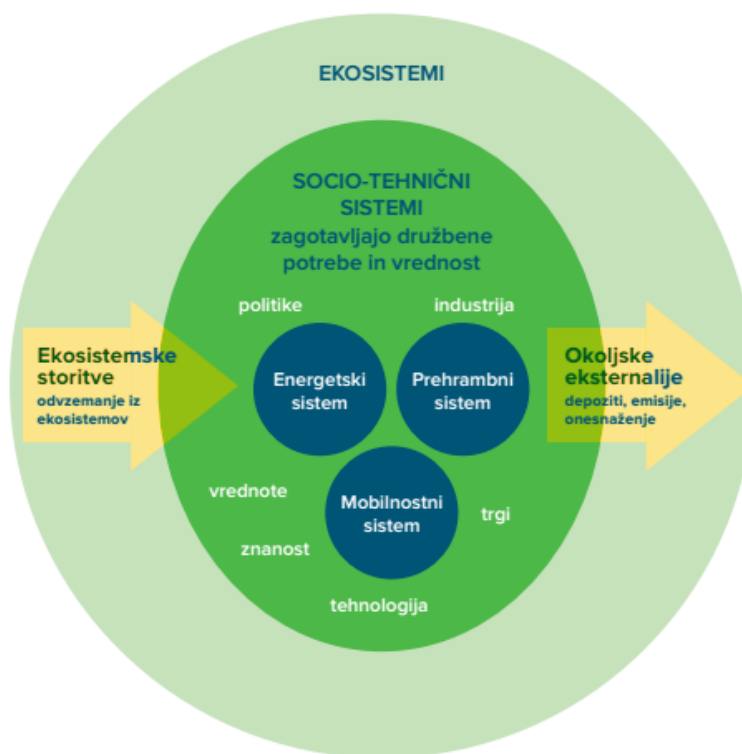 EKOSISTEMI
SOCIO-TEHNIČNI
SISTEMI
zagotavljajo družbene
potrebe in vrednost
politike
industrija
Ekosistemske
storitve
odvzemanje iz
ekosistemov
Energetski
sistem
Prehrambni
sistem
Okoljske
eksternalije
depoziti, emisije,
onesnaženje
vrednote
Mobilnostni
sistem
trgi
znanost
tehnologija